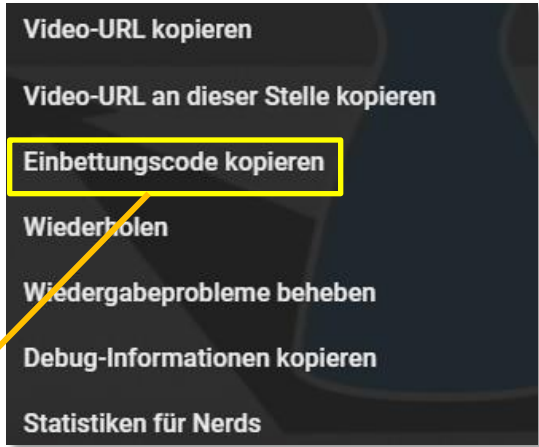 Video-URL kopieren
Video-URL an dieser Stelle kopieren
Einbettungscode kopieren
Wiederholen
Wiedergabeprobleme beheben
Debug-Informationen kopieren
Statistiken für Nerds